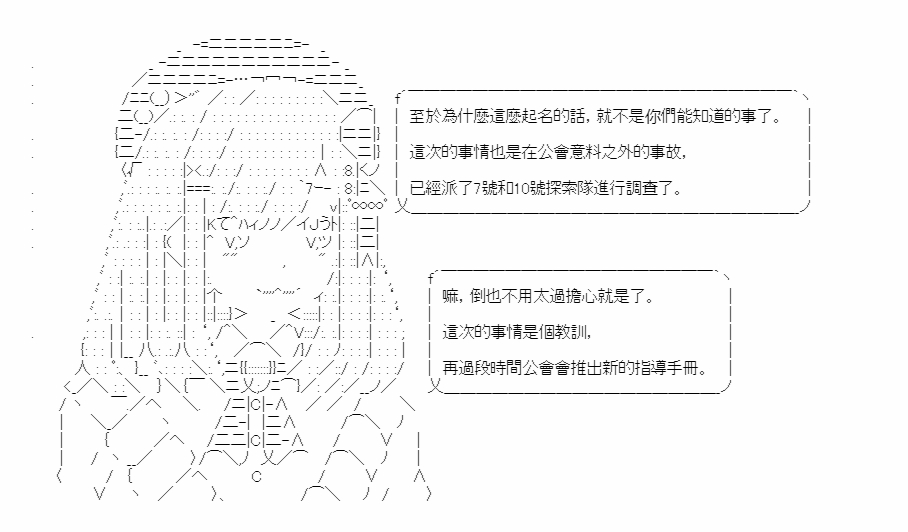 至於為什麼這麼起名的話, 就不是你們能知道的事了。
這次的事情也是在公會意料之外的事故,
已經派了7號和10號探索隊進行調查了。
嘛, 倒也不用太過擔心就是了。
這次的事情是個教訓,
再過段時間公會會推出新的指導手冊。